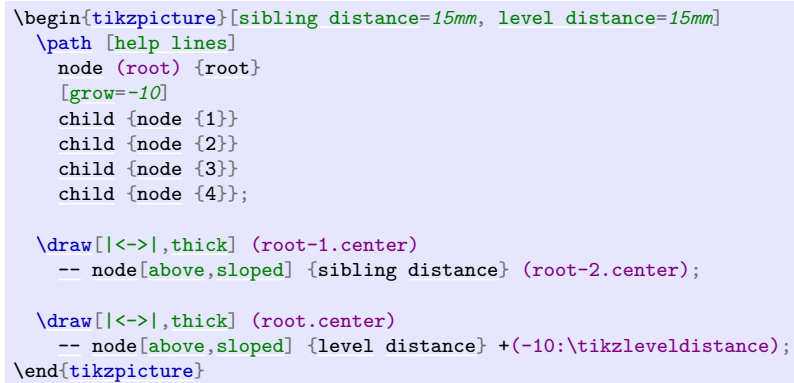 \begin{tikzpicture}[sibling distance=15mm, level distance=15mm]
\path [help lines]
node (root) {root}
[grow=-10]
child {node {1}}
child {node {2}}
child {node {3}}
child {node {4}};
\draw[|<->|,thick] (root-1.center)
-- node[above,sloped] {sibling distance} (root-2.center);
\draw[|<->|,thick] (root.center)
-- node[above,sloped] {level distance} +(-10:\tikzleveldistance);
\end{tikzpicture}